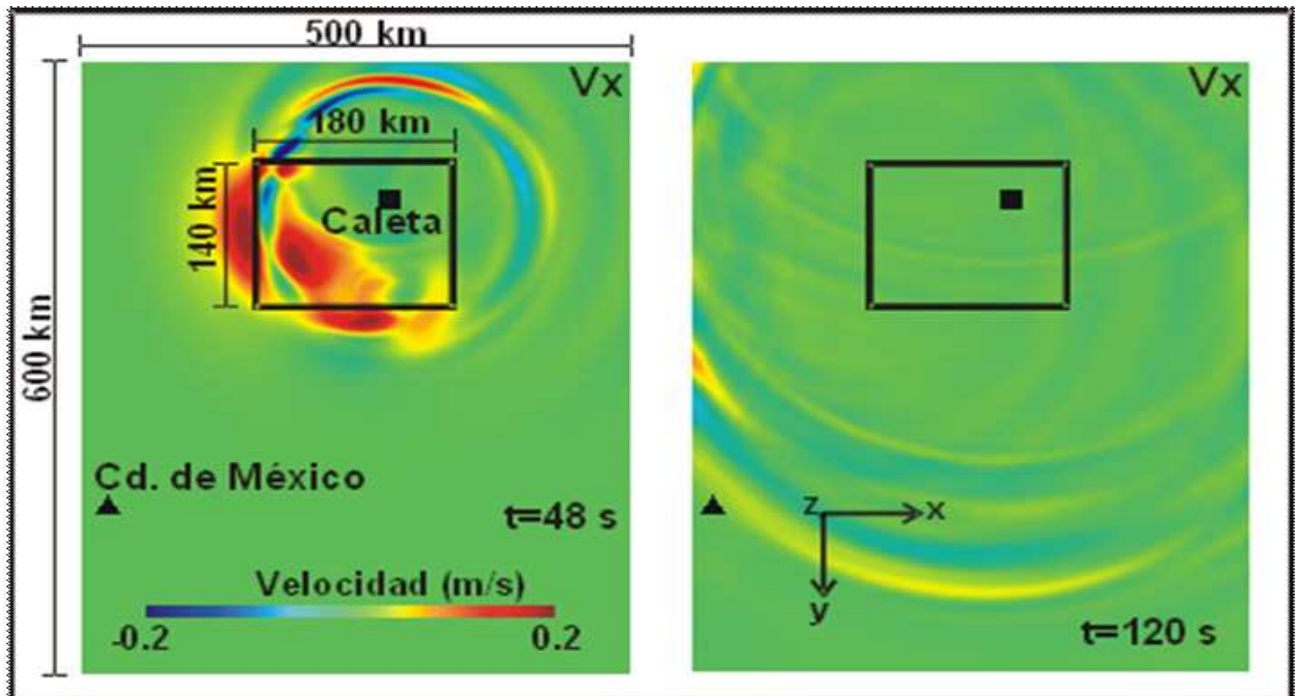 500 km
Vx
180 km
140 km
Caleta
600 km
Cd. de México
t=48 s
Velocidad (m/s)
-0.2
0.2
Vx
z
x
y
t=120 s